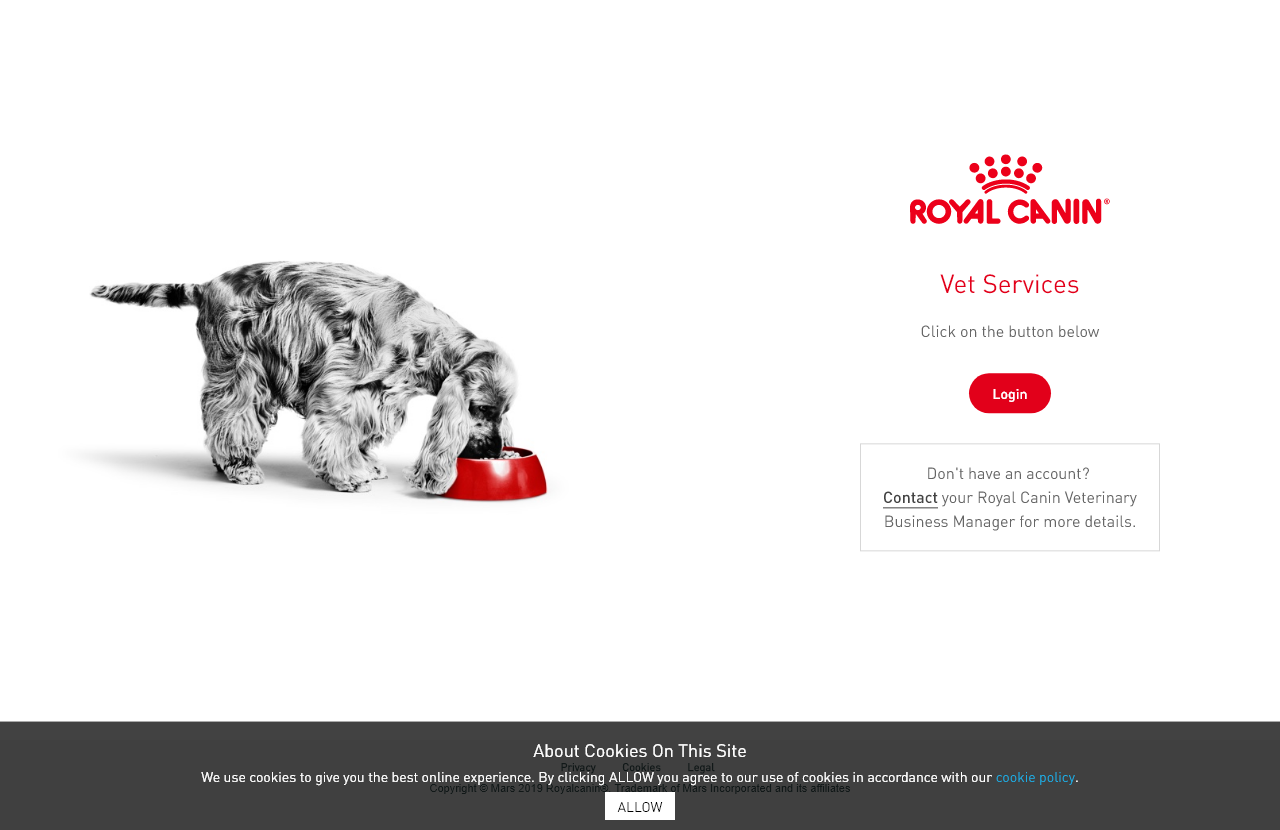 ROYAL CANIN®
Vet Services
Click on the button below
Login
Don't have an account?
Contact your Royal Canin Veterinary
Business Manager for more details.
About Cookies On This Site
Privacy Cookies Legal
We use cookies to give you the best online experience. By clicking ALLOW you agree to our use of cookies in accordance with our cookie policy.
Copyright © Mars 2019 Royalcanin®. Trademark of Mars Incorporated and its affiliates
ALLOW